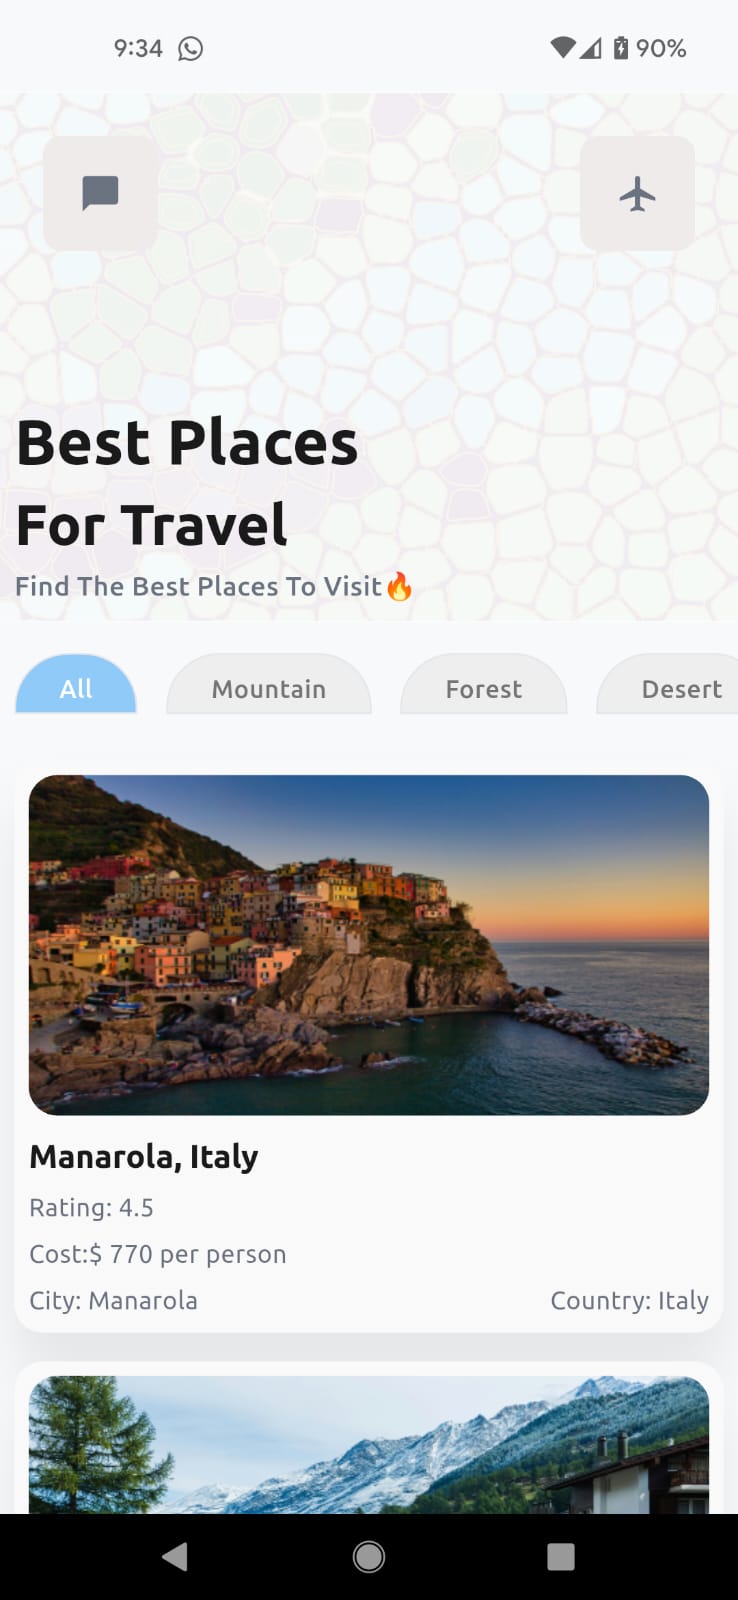 9:34 90%
Best Places
For Travel
Find The Best Places To Visit🔥
All Mountain Forest Desert
Manarola, Italy
Rating: 4.5
Cost:$ 770 per person
City: Manarola Country: Italy